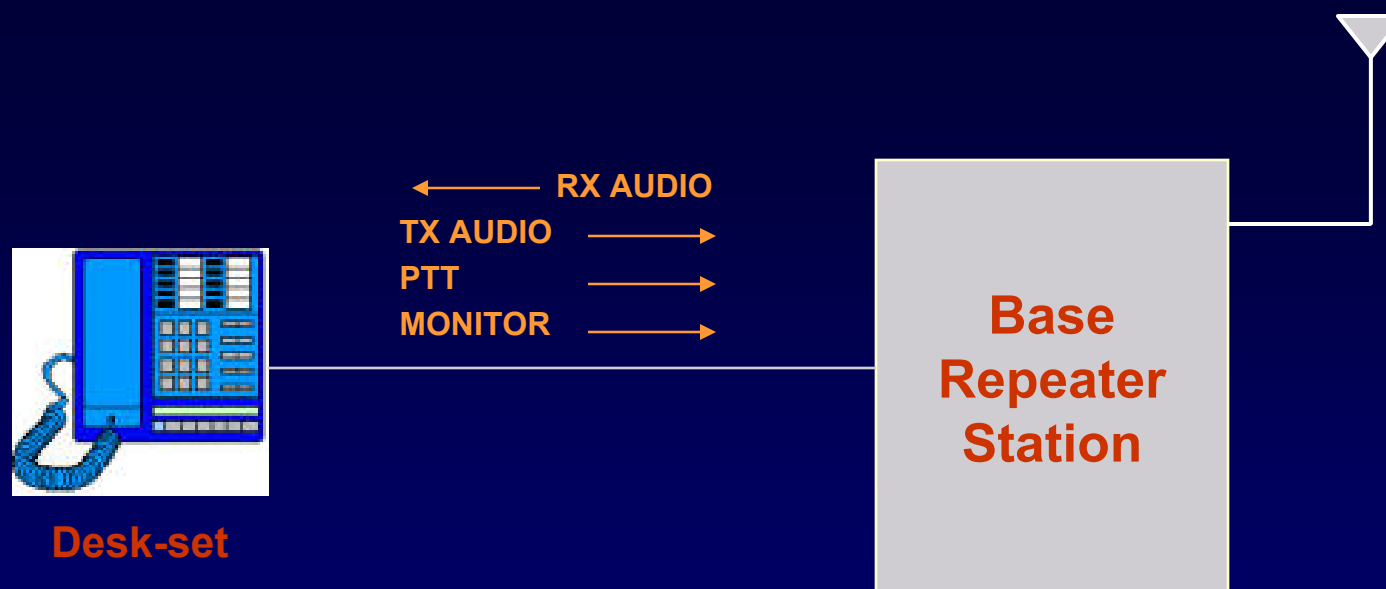 RX AUDIO
TX AUDIO
PTT
MONITOR
Base
Repeater
Station
Desk-set